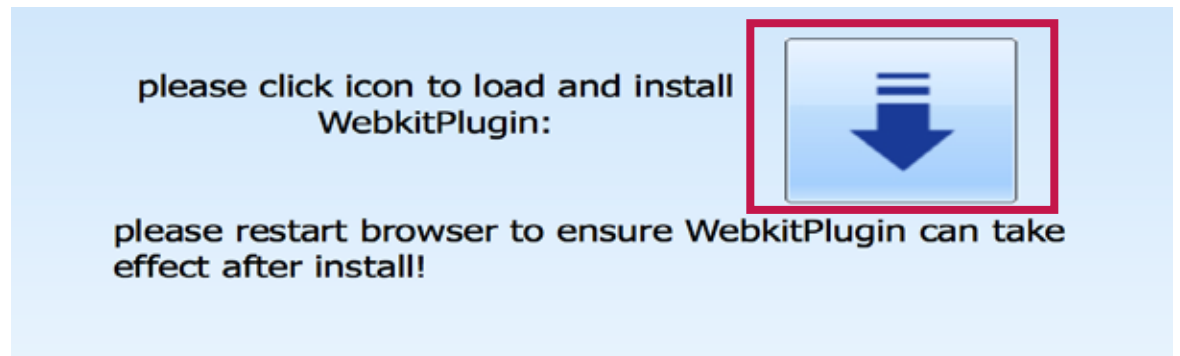 please click icon to load and install
WebkitPlugin:
please restart browser to ensure WebkitPlugin can take
effect after install!